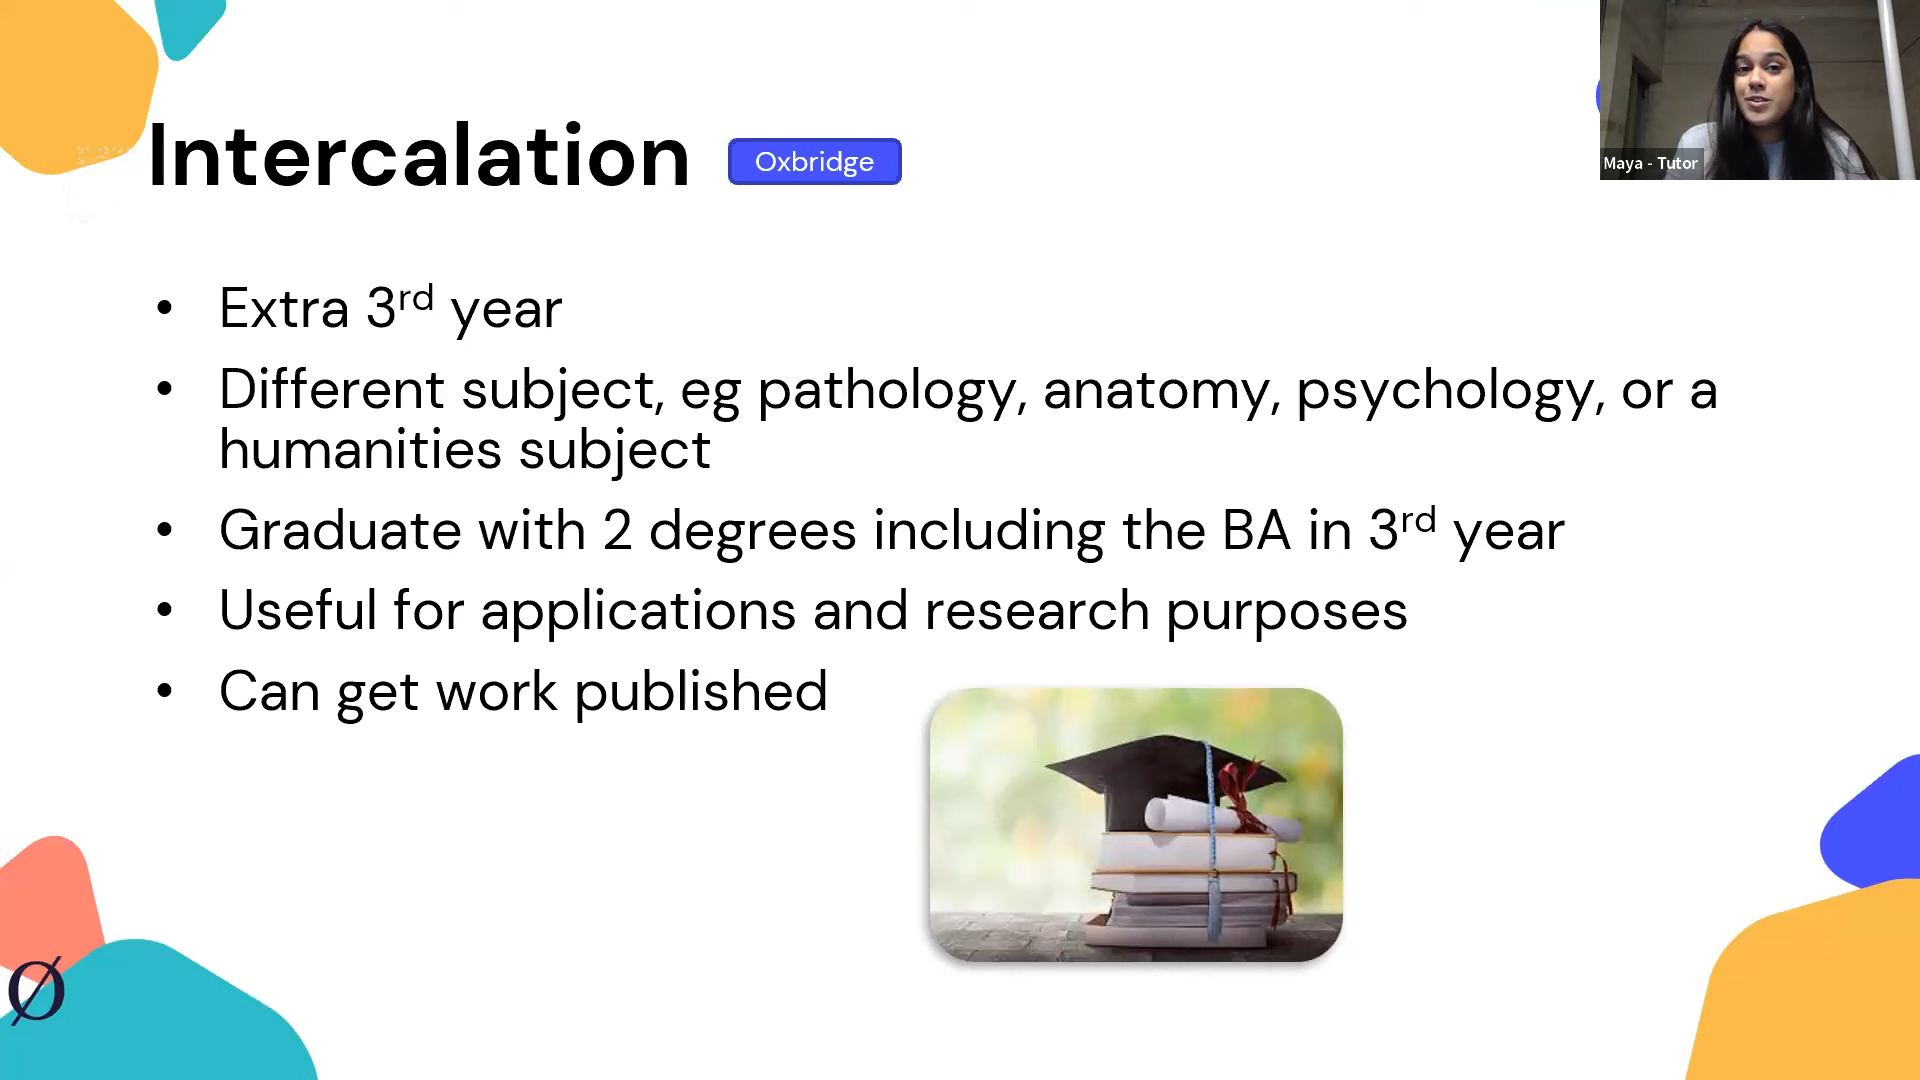 Intercalation
Oxbridge
Maya - Tutor
• Extra 3rd year
• Different subject, eg pathology, anatomy, psychology, or a
humanities subject
• Graduate with 2 degrees including the BA in 3rd year
• Useful for applications and research purposes
• Can get work published
Ø